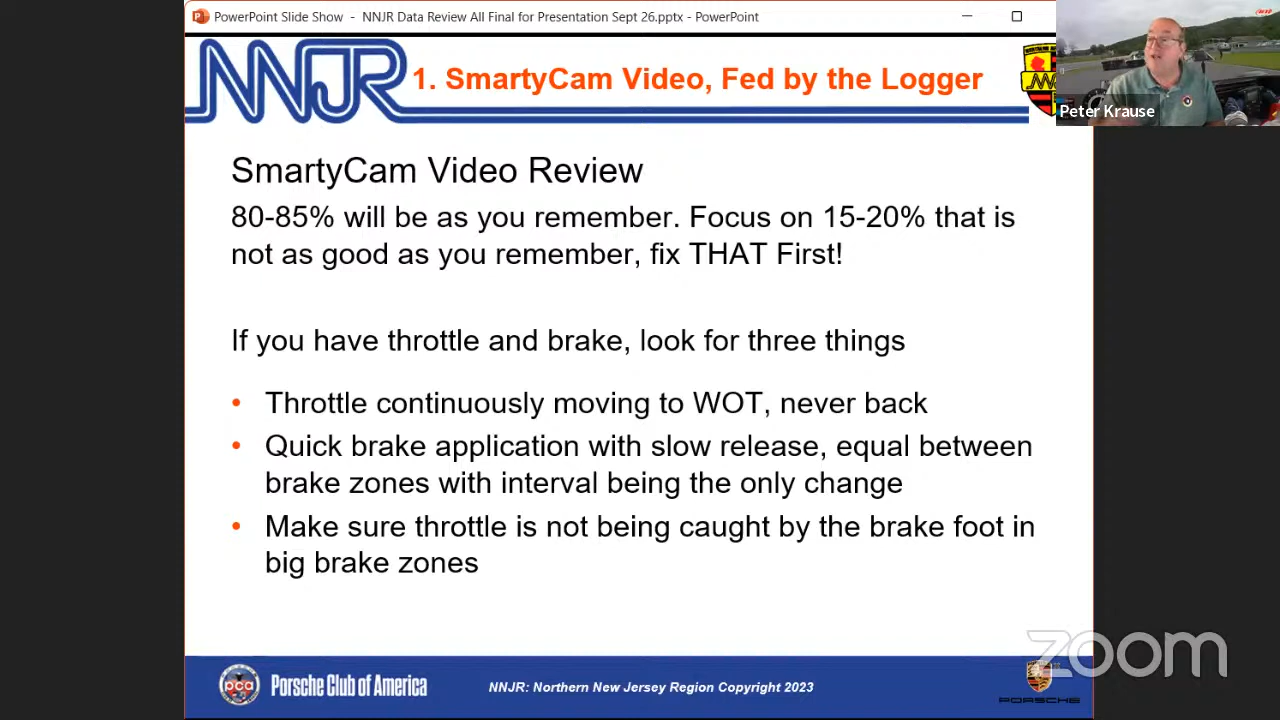 PowerPoint Slide Show - NNJR Data Review All Final for Presentation Sept 26.pptx - PowerPoint
NNJR
1. SmartyCam Video, Fed by the Logger
Peter Krause
SmartyCam Video Review
80-85% will be as you remember. Focus on 15-20% that is
not as good as you remember, fix THAT First!
If you have throttle and brake, look for three things
• Throttle continuously moving to WOT, never back
• Quick brake application with slow release, equal between
brake zones with interval being the only change
• Make sure throttle is not being caught by the brake foot in
big brake zones
zoom
pca
Porsche Club of America
NNJR: Northern New Jersey Region Copyright 2023
PORSCHE